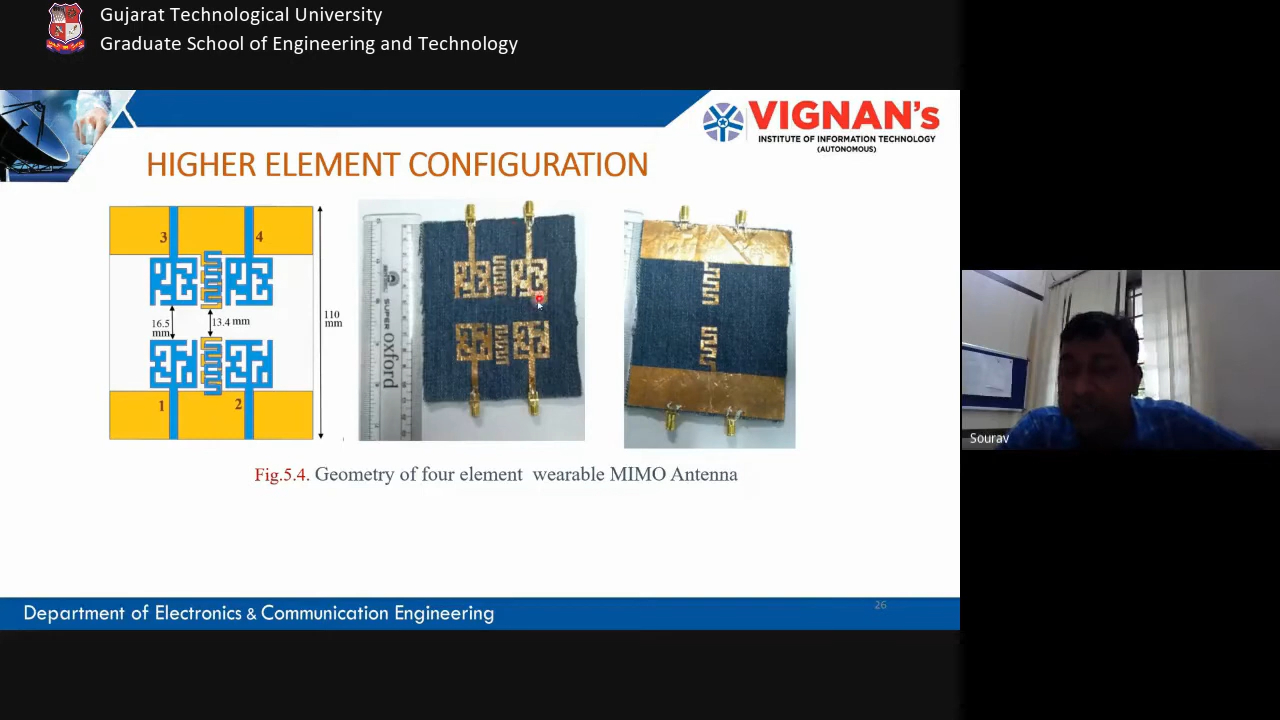 Gujarat Technological University
Graduate School of Engineering and Technology
VIGNAN's
INSTITUTE OF INFORMATION TECHNOLOGY
(AUTONOMOUS)
HIGHER ELEMENT CONFIGURATION
3
4
16.5
mm
13.4 mm
110
mm
1
2
SUPER
oxford
Fig.5.4. Geometry of four element wearable MIMO Antenna
Sourav
26
Department of Electronics & Communication Engineering